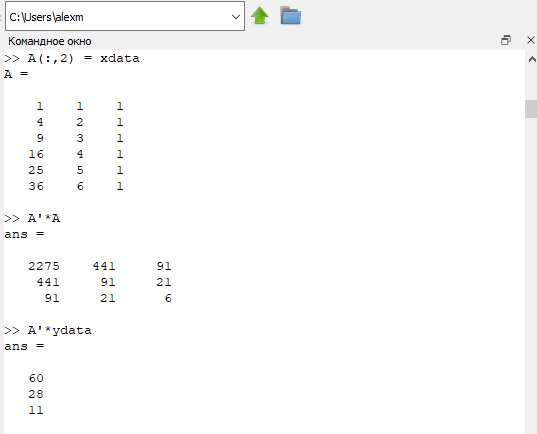 C:\Users\alexm
Командное окно
>> A(:,2) = xdata
A =
1 1 1
4 2 1
9 3 1
16 4 1
25 5 1
36 6 1
>> A'*A
ans =
2275 441 91
441 91 21
91 21 6
>> A'*ydata
ans =
60
28
11